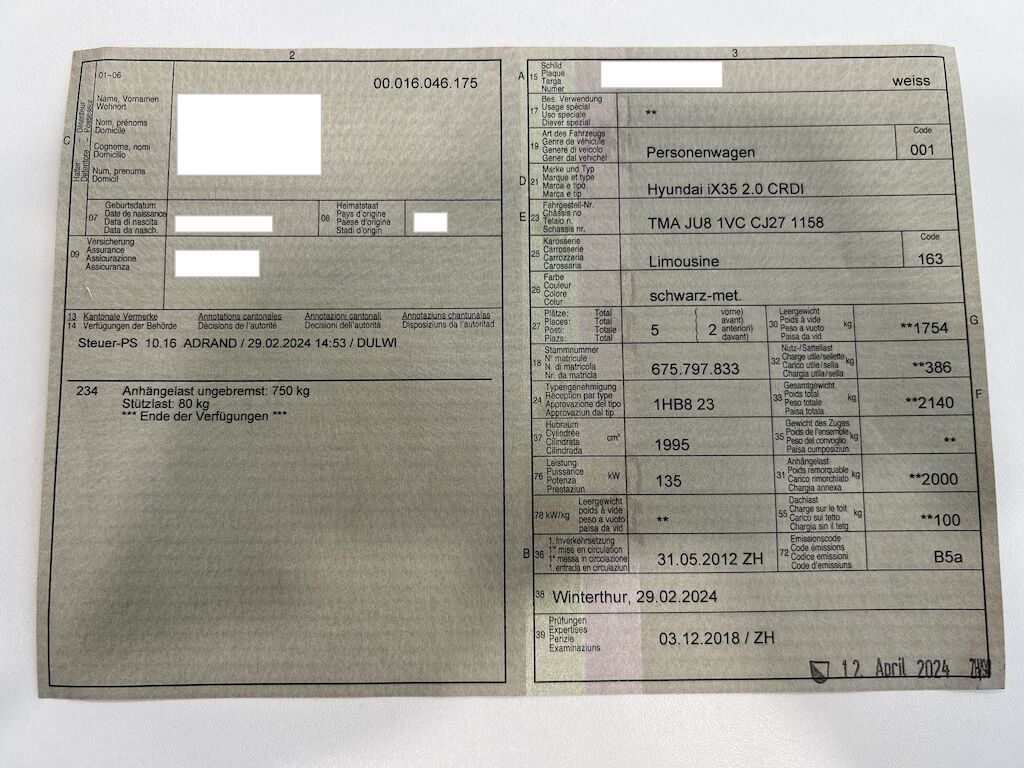 2
01-06
00.016.046.175
C
Halter – Détenteur
Detentore – Possessur
Name, Vornamen
Wohnort
Nom, prénoms
Domicile
Cognome, nomi
Domicilio
Num, prenums
Domicil
07
Geburtsdatum
Date de naissance
Data di nascita
Data da nasch.
08
Heimatstaat
Pays d'origine
Paese d'origine
Stadi d'origin
09
Versicherung
Assurance
Assicurazione
Assicuranza
13 Kantonale Vermerke Annotations cantonales Annotazioni cantonali Annotaziuns chantunalas
14 Verfügungen der Behörde Décisions de l'autorité Decisioni dell'autorità Disposiziuns da l'autoritad
Steuer-PS 10.16 ADRAND / 29.02.2024 14:53 / DULWI
234 Anhängelast ungebremst: 750 kg
Stützlast: 80 kg
*** Ende der Verfügungen ***
3
A 15
Schild
Plaque
Targa
Numer
weiss
17
Bes. Verwendung
Usage spécial
Uso speciale
Diever spezial
**
19
Art des Fahrzeugs
Genre de véhicule
Genere di veicolo
Gener dal vehichel
Personenwagen
Code
001
D 21
Marke und Typ
Marque et type
Marca e tipo
Marca e tip
Hyundai iX35 2.0 CRDI
E 23
Fahrgestell-Nr.
Châssis no
Telaio n.
Schassis nr.
TMA JU8 1VC CJ27 1158
25
Karosserie
Carrosserie
Carrozzeria
Carossaria
Limousine
Code
163
26
Farbe
Couleur
Colore
Colur
schwarz-met.
27
Plätze: Total
Places: Total
Posti: Totale
Plazs: Total
5
( vorne)
avant)
2 anteriori)
( davant)
30
Leergewicht
Poids à vide
Peso a vuoto
Paisa da vid
kg
**1754
G
18
Stammnummer
N° matricule
N. di matricola
Nr. da matricla
675.797.833
32
Nutz-/Sattellast
Charge utile/sellette
Carico utile/sella
Chargia utila/sella
kg
**386
24
Typengenehmigung
Réception par type
Approvazione del tipo
Approvaziun dal tip
1HB8 23
33
Gesamtgewicht
Poids total
Peso totale
Paisa totala
kg
**2140
F
37
Hubraum
Cylindrée
Cilindrata
Cilindrada
cm³
1995
35
Gewicht des Zuges
Poids de l'ensemble
Peso del convoglio
Paisa cumposiziun
kg
**
76
Leistung
Puissance
Potenza
Prestaziun
kW
135
31
Anhängelast
Poids remorquable
Carico rimorchiato
Chargia annexa
kg
**2000
78 kW/kg
Leergewicht
poids à vide
peso a vuoto
paisa da vid
**
55
Dachlast
Charge sur le toit
Carico sul tetto
Chargia sin il tetg
kg
**100
B 36
1. Inverkehrsetzung
1re mise en circulation
1a messa in circolazione
1. entrada en circulaziun
31.05.2012 ZH
72
Emissionscode
Code émissions
Codice emissioni
Code d'emissiuns
B5a
38 Winterthur, 29.02.2024
39
Prüfungen
Expertises
Perizie
Examinaziuns
03.12.2018 / ZH
12. April 2024